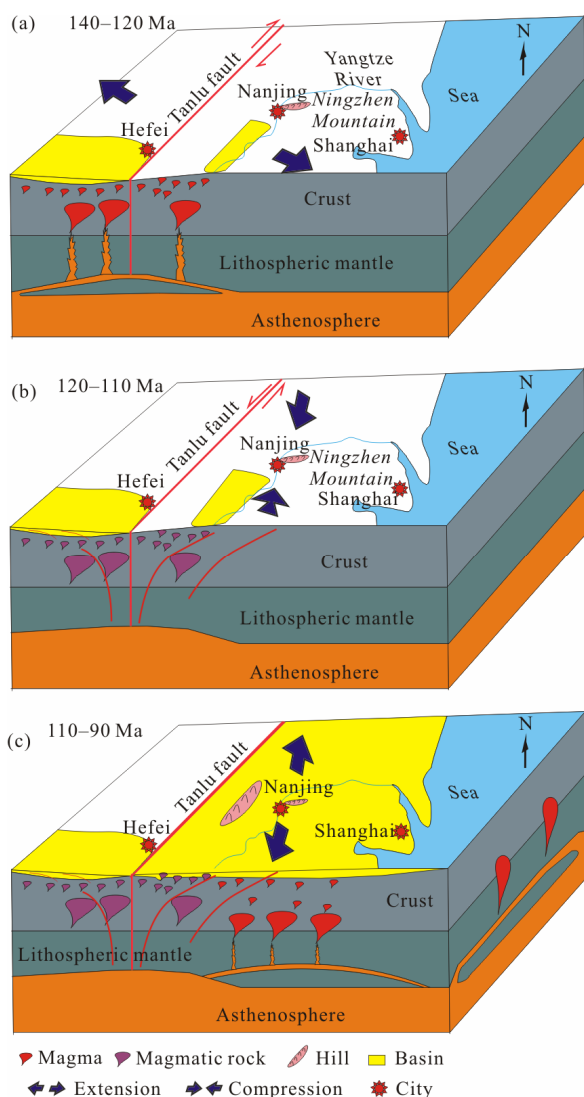 (a)
140–120 Ma
N
Yangtze
River
Tanlu fault
Nanjing
Ningzhen
Mountain
Sea
Hefei
Shanghai
Crust
Lithospheric mantle
Asthenosphere
(b)
120–110 Ma
N
Tanlu fault
Nanjing
Ningzhen
Mountain
Sea
Hefei
Shanghai
Crust
Lithospheric mantle
Asthenosphere
(c)
110–90 Ma
N
Tanlu fault
Nanjing
Sea
Hefei
Shanghai
Crust
Lithospheric mantle
Asthenosphere
Magma Magmatic rock Hill Basin
Extension Compression City